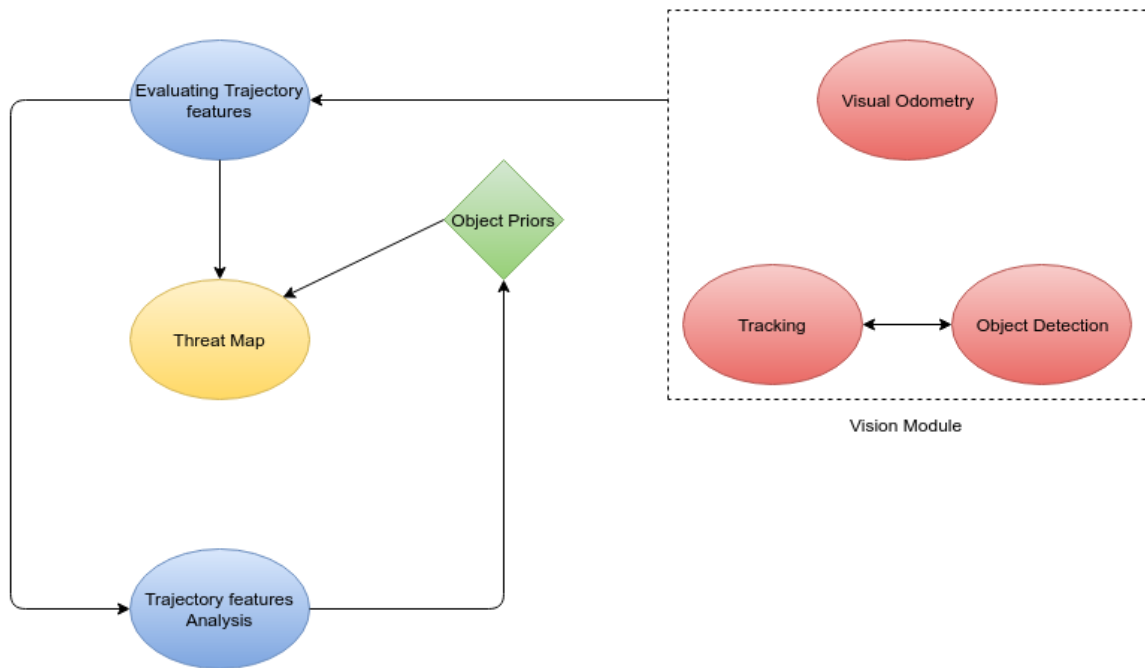 Evaluating Trajectory
features
Visual Odometry
Object Priors
Threat Map
Tracking
Object Detection
Vision Module
Trajectory features
Analysis